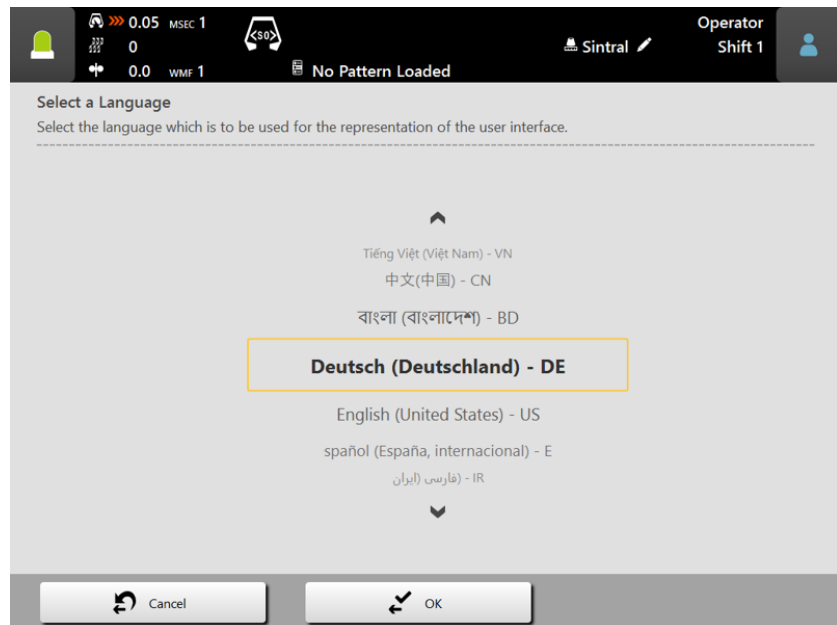 0.05 MSEC 1
0
0.0 WMF 1
<SO>
No Pattern Loaded
Sintral
Operator
Shift 1
Select a Language
Select the language which is to be used for the representation of the user interface.
Tiếng Việt (Việt Nam) - VN
中文(中国) - CN
বাংলা (বাংলাদেশ) - BD
Deutsch (Deutschland) - DE
English (United States) - US
spañol (España, internacional) - E
فارسی (ایران) - IR
Cancel
OK